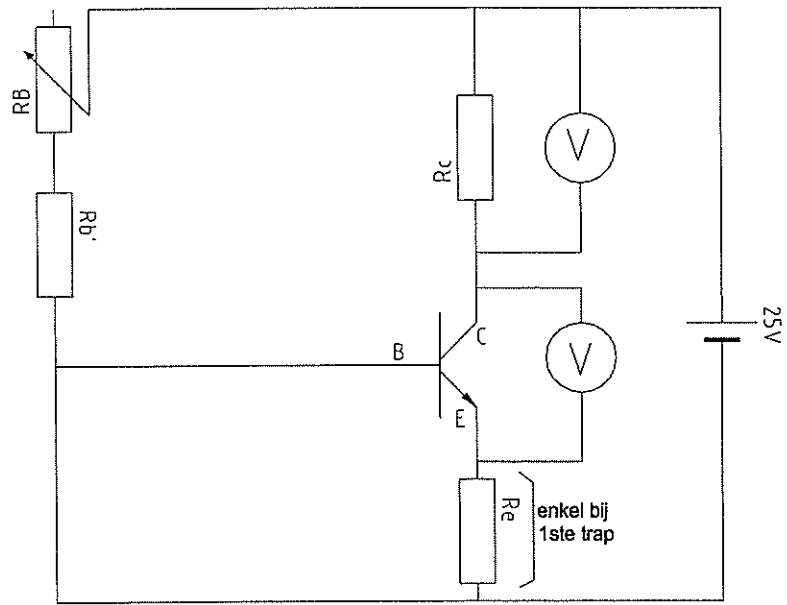 RB
Rb'
Rc
V
25V
C
V
B
E
Re
enkel bij
1ste trap